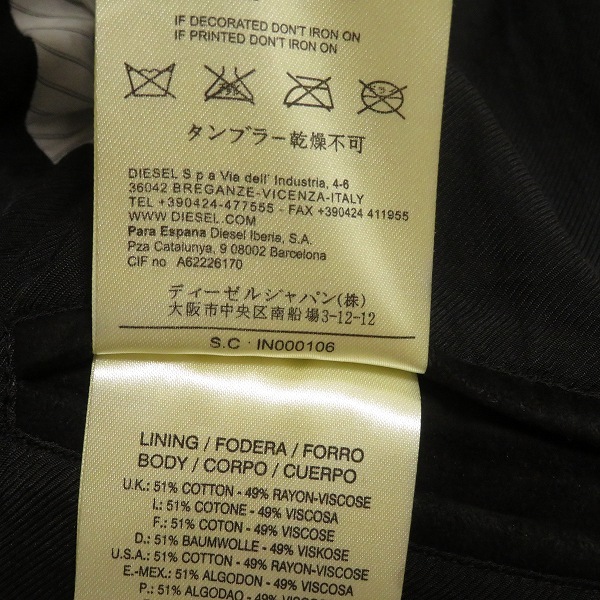 IF DECORATED DON'T IRON ON
IF PRINTED DON'T IRON ON
タンブラー乾燥不可
DIESEL S p a Via dell' Industria, 4-6
36042 BREGANZE-VICENZA-ITALY
TEL +390424-477555 - FAX +390424 411955
WWW.DIESEL.COM
Para Espana Diesel Iberia, S.A.
Pza Catalunya, 9 08002 Barcelona
CIF no A62226170
ディーゼルジャパン(株)
大阪市中央区南船場3-12-12
S.C · IN000106
LINING / FODERA / FORRO
BODY / CORPO / CUERPO
U.K.: 51% COTTON - 49% RAYON-VISCOSE
I.: 51% COTONE - 49% VISCOSA
F.: 51% COTON - 49% VISCOSE
D.: 51% BAUMWOLLE - 49% VISKOSE
U.S.A.: 51% COTTON - 49% RAYON-VISCOSE
E.-MEX.: 51% ALGODON - 49% VISCOSA
P.: 51% ALGODAO - 49% VISCOSE